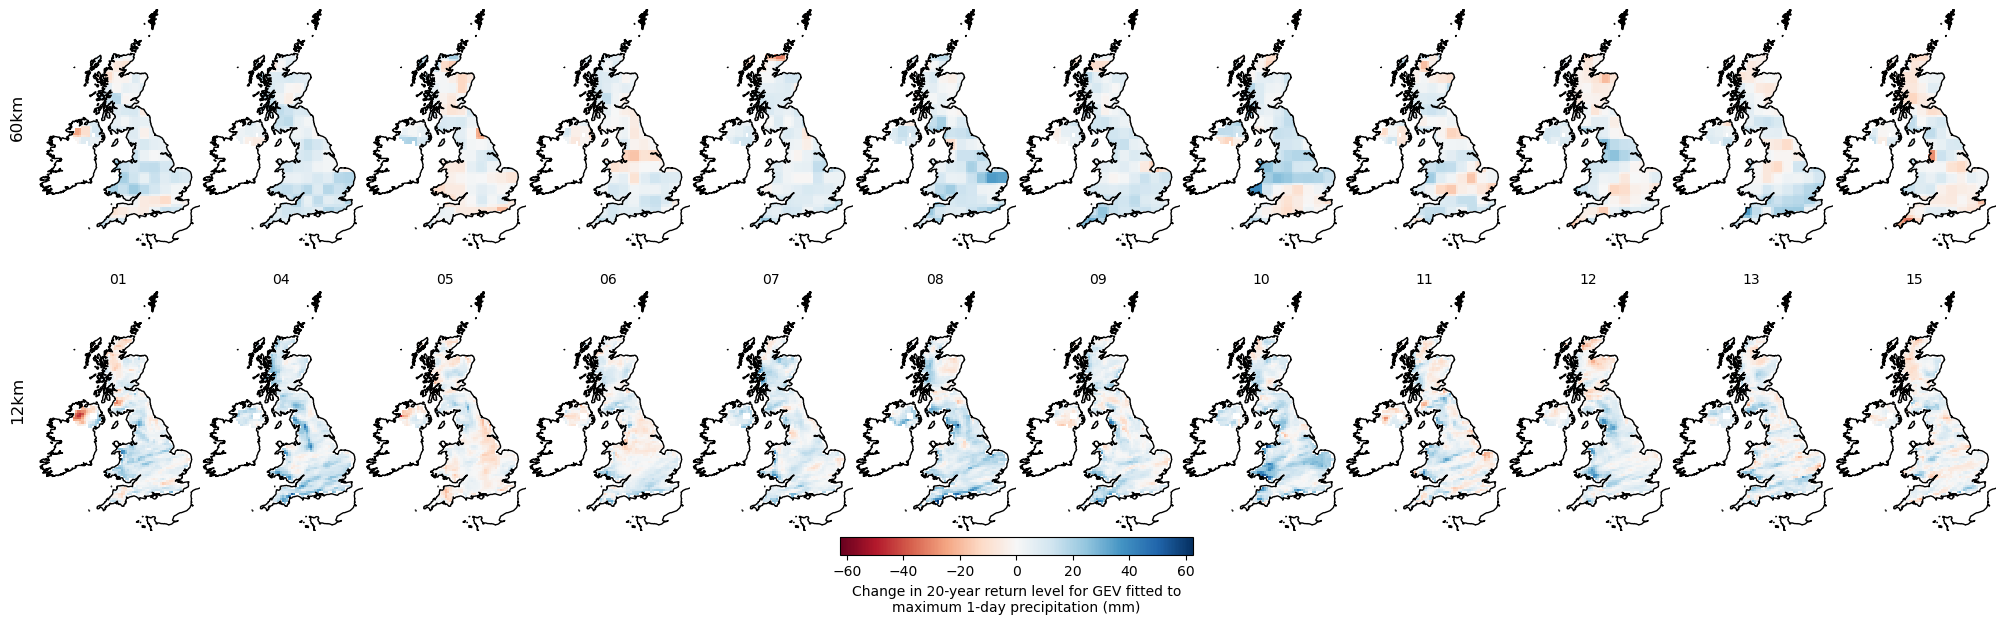 60km
01 04 05 06 07 08 09 10 11 12 13 15
12km
−60 −40 −20 0 20 40 60
Change in 20-year return level for GEV fitted to
maximum 1-day precipitation (mm)